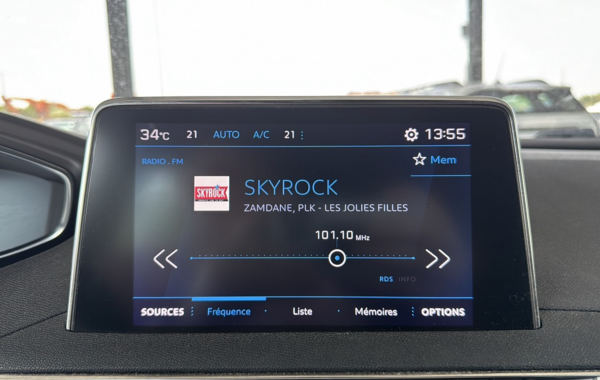 34°C 21 AUTO A/C 21 13:55
RADIO . FM
Mem
SKYROCK
SKYROCK
ZAMDANE, PLK - LES JOLIES FILLES
101.10 MHz
RDS INFO
SOURCES Fréquence Liste Mémoires OPTIONS